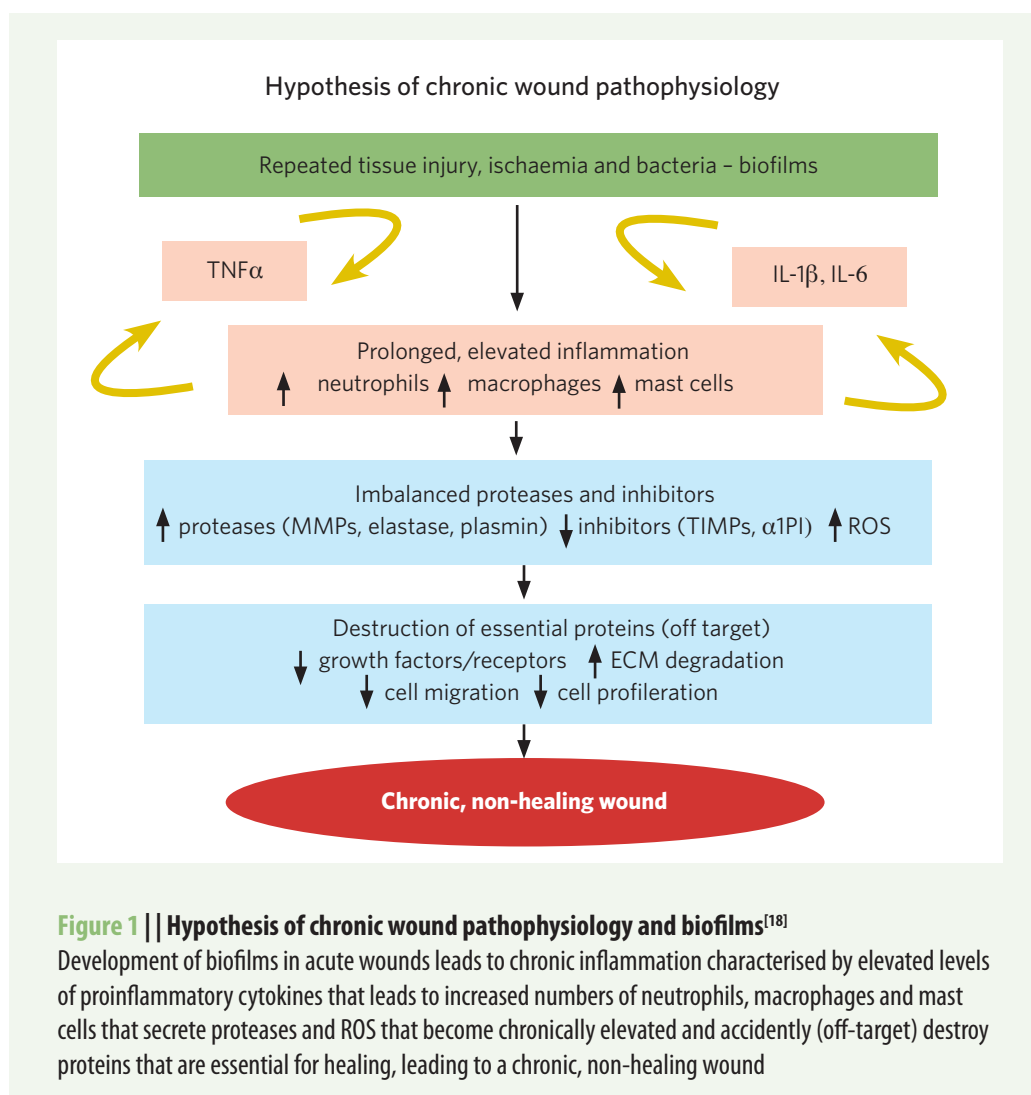 Hypothesis of chronic wound pathophysiology
Repeated tissue injury, ischaemia and bacteria – biofilms
TNFα
IL-1β, IL-6
Prolonged, elevated inflammation
neutrophils macrophages mast cells
Imbalanced proteases and inhibitors
proteases (MMPs, elastase, plasmin) inhibitors (TIMPs, α1PI) ROS
Destruction of essential proteins (off target)
growth factors/receptors ECM degradation
cell migration cell profileration
Chronic, non-healing wound
Figure 1 || Hypothesis of chronic wound pathophysiology and biofilms[18]
Development of biofilms in acute wounds leads to chronic inflammation characterised by elevated levels
of proinflammatory cytokines that leads to increased numbers of neutrophils, macrophages and mast
cells that secrete proteases and ROS that become chronically elevated and accidently (off-target) destroy
proteins that are essential for healing, leading to a chronic, non-healing wound